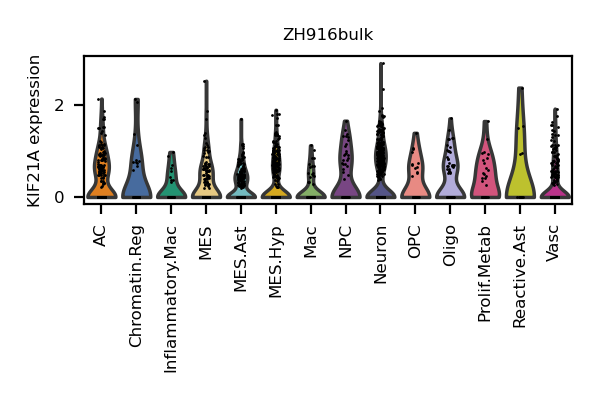 ZH916bulk
KIF21A expression
2
0
AC
Chromatin.Reg
Inflammatory.Mac
MES
MES.Ast
MES.Hyp
Mac
NPC
Neuron
OPC
Oligo
Prolif.Metab
Reactive.Ast
Vasc